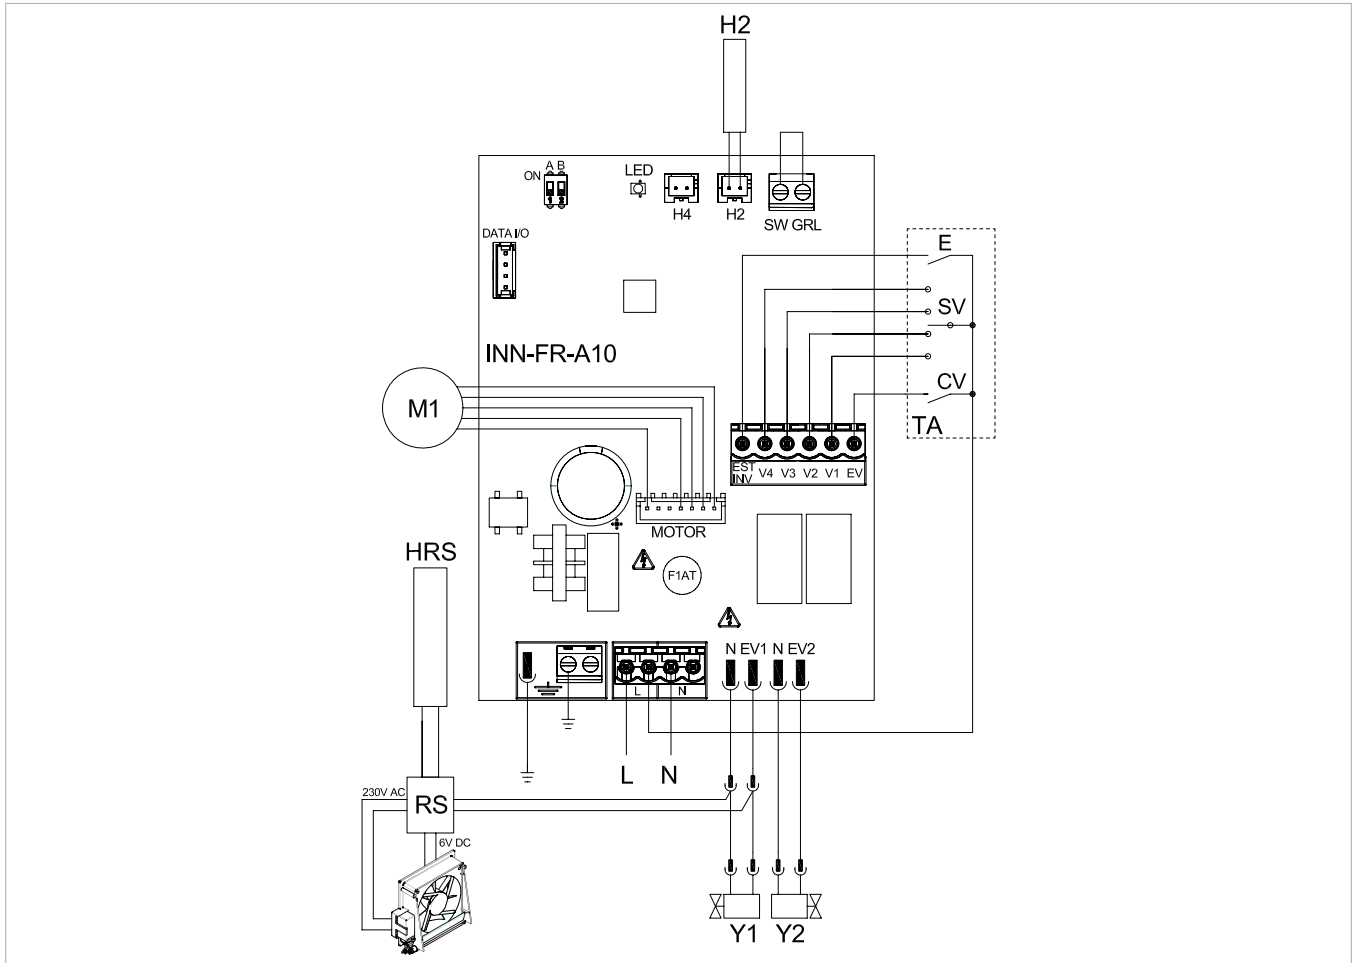 H2
A B
ON
LED
H4
H2
SW GRL
DATA I/O
E
SV
INN-FR-A10
M1
CV
TA
EST INV
V4
V3
V2
V1
EV
MOTOR
HRS
F1AT
N EV1 N EV2
L
N
L
N
230V AC
RS
6V DC
Y1
Y2